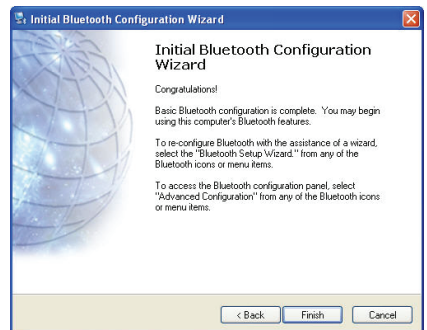 Initial Bluetooth Configuration Wizard
Initial Bluetooth Configuration
Wizard
Congratulations!
Basic Bluetooth configuration is complete. You may begin
using this computer's Bluetooth features.
To re-configure Bluetooth with the assistance of a wizard,
select the "Bluetooth Setup Wizard." from any of the
Bluetooth icons or menu items.
To access the Bluetooth configuration panel, select
"Advanced Configuration" from any of the Bluetooth icons
or menu items.
< Back Finish Cancel